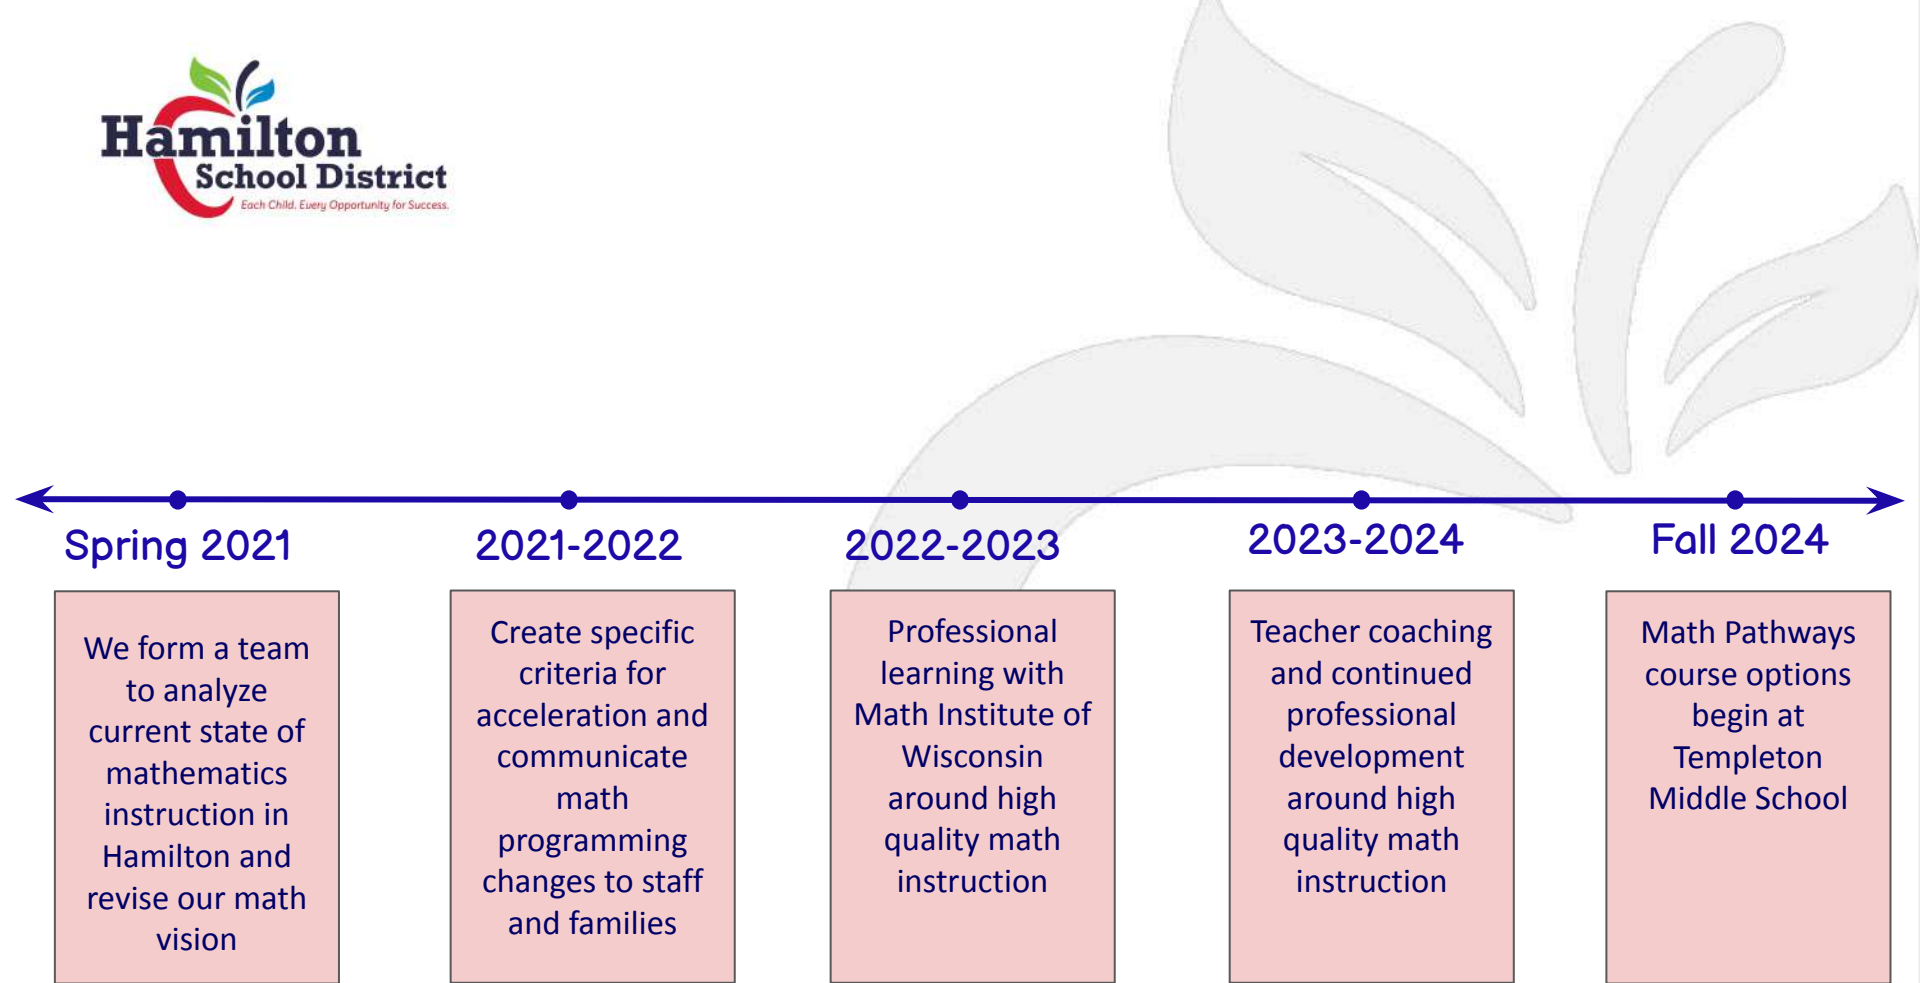 Hamilton
School District
Each Child. Every Opportunity for Success.
Spring 2021
We form a team
to analyze
current state of
mathematics
instruction in
Hamilton and
revise our math
vision
2021-2022
Create specific
criteria for
acceleration and
communicate
math
programming
changes to staff
and families
2022-2023
Professional
learning with
Math Institute of
Wisconsin
around high
quality math
instruction
2023-2024
Teacher coaching
and continued
professional
development
around high
quality math
instruction
Fall 2024
Math Pathways
course options
begin at
Templeton
Middle School